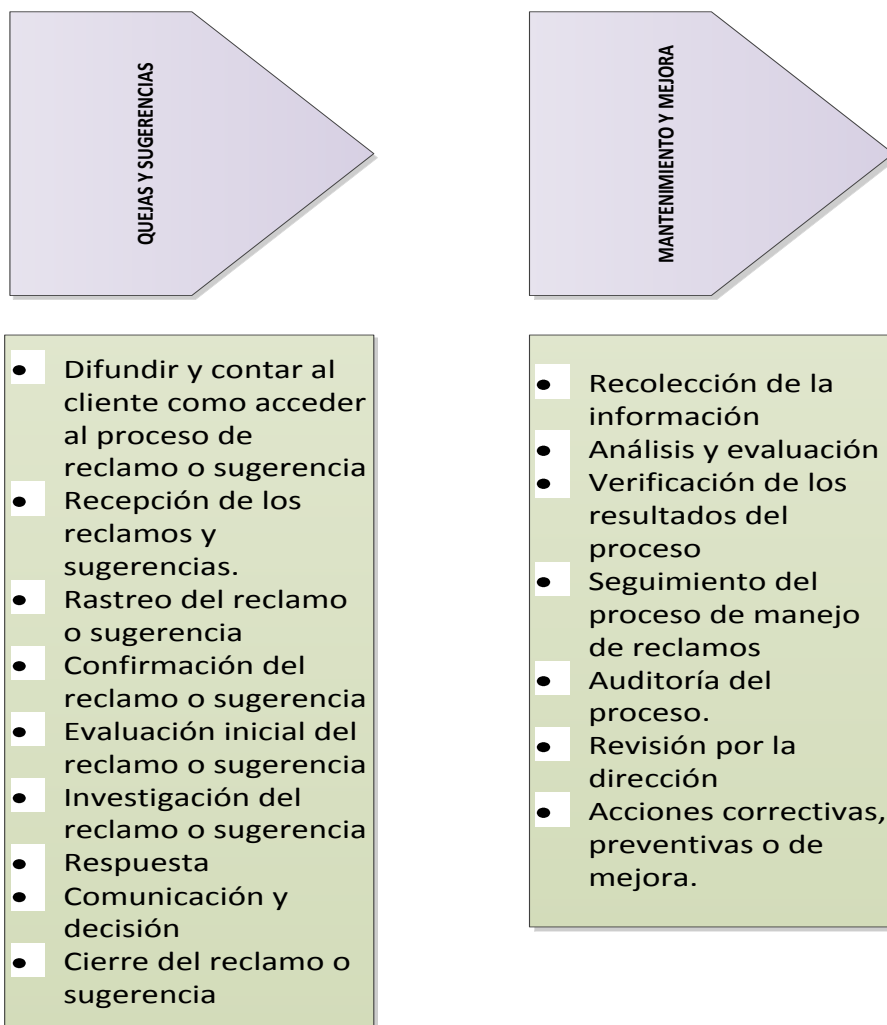 QUEJAS Y SUGERENCIAS
• Difundir y contar al
cliente como acceder
al proceso de
reclamo o sugerencia
• Recepción de los
reclamos y
sugerencias.
• Rastreo del reclamo
o sugerencia
• Confirmación del
reclamo o sugerencia
• Evaluación inicial del
reclamo o sugerencia
• Investigación del
reclamo o sugerencia
• Respuesta
• Comunicación y
decisión
• Cierre del reclamo o
sugerencia
MANTENIMIENTO Y MEJORA
• Recolección de la
información
• Análisis y evaluación
• Verificación de los
resultados del
proceso
• Seguimiento del
proceso de manejo
de reclamos
• Auditoría del
proceso.
• Revisión por la
dirección
• Acciones correctivas,
preventivas o de
mejora.